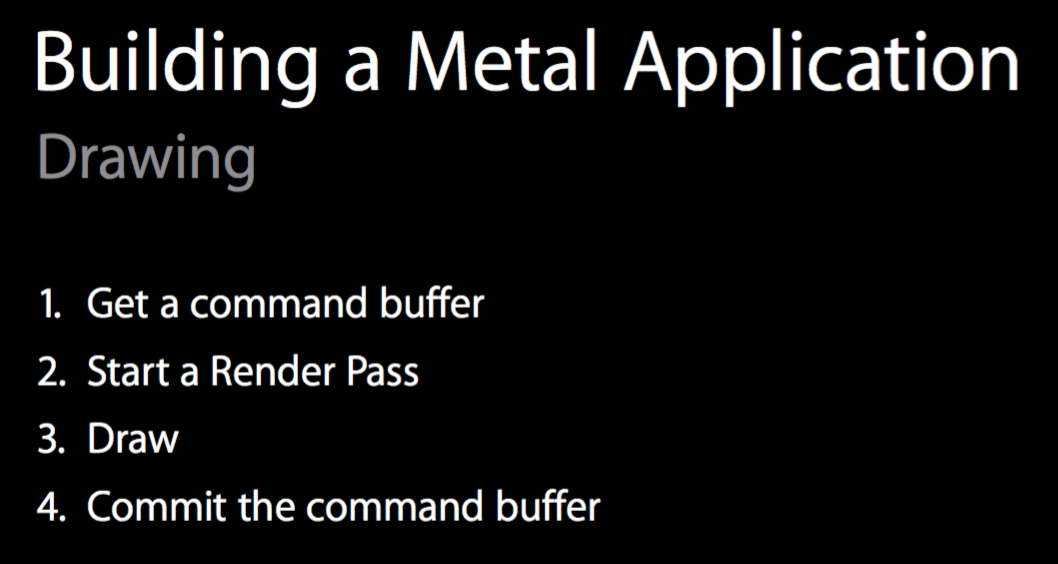 Building a Metal Application
Drawing
1. Get a command buffer
2. Start a Render Pass
3. Draw
4. Commit the command buffer